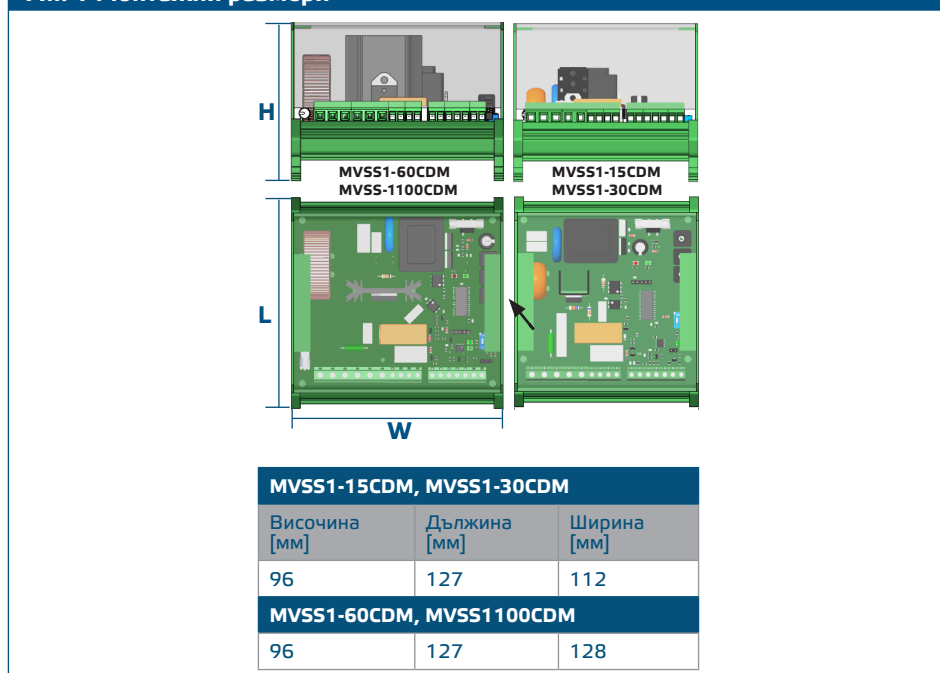 H
MVSS1-60CDM
MVSS-1100CDM
MVSS1-15CDM
MVSS1-30CDM
L
W
MVSS1-15CDM, MVSS1-30CDM
Височина [мм]
Дължина [мм]
Ширина [мм]
96 127 112
MVSS1-60CDM, MVSS1100CDM
96 127 128